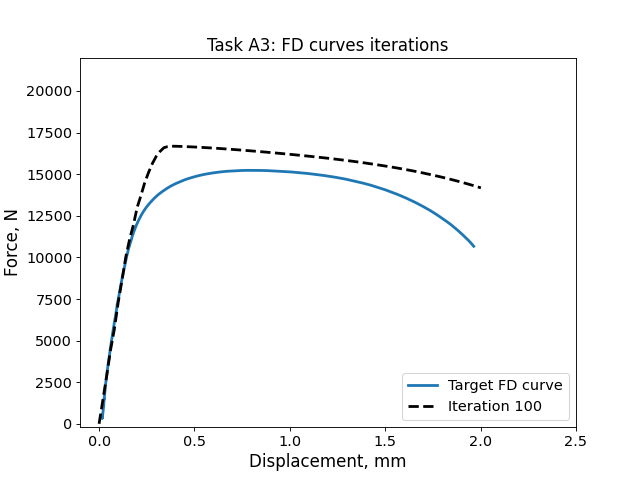 Task A3: FD curves iterations
Force, N
20000
17500
15000
12500
10000
7500
5000
2500
0
0.0 0.5 1.0 1.5 2.0 2.5
Displacement, mm
Target FD curve
Iteration 100